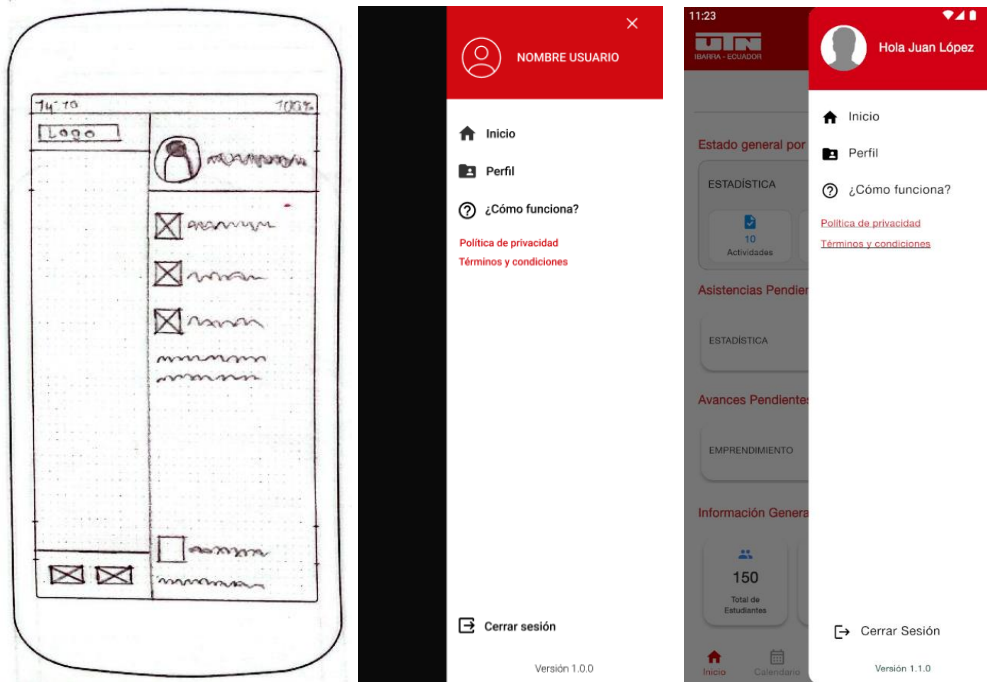 14:10 100%
Logo
NOMBRE USUARIO
Inicio
Perfil
¿Cómo funciona?
Política de privacidad
Términos y condiciones
Cerrar sesión
Versión 1.0.0
11:23
UTN
IBARRA - ECUADOR
Hola Juan López
Inicio
Perfil
¿Cómo funciona?
Política de privacidad
Términos y condiciones
Cerrar Sesión
Versión 1.1.0
Estado general por
ESTADÍSTICA
10
Actividades
Asistencias Pendien
ESTADÍSTICA
Avances Pendientes
EMPRENDIMIENTO
Información Genera
150
Total de
Estudiantes
Inicio
Calendario